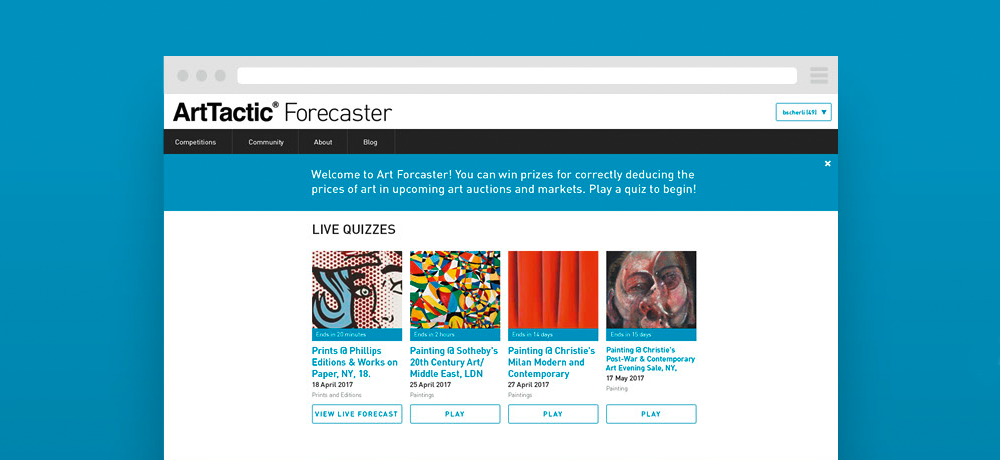 ArtTactic® Forecaster
bscherli [49]
Competitions
Community
About
Blog
Welcome to Art Forcaster! You can win prizes for correctly deducing the
prices of art in upcoming art auctions and markets. Play a quiz to begin!
LIVE QUIZZES
Ends in 20 minutes
Prints @ Phillips
Editions & Works on
Paper, NY, 18.
18 April 2017
Prints and Editions
VIEW LIVE FORECAST
Ends in 2 hours
Painting @ Sotheby's
20th Century Art/
Middle East, LDN
25 April 2017
Paintings
PLAY
Ends in 14 days
Painting @ Christie's
Milan Modern and
Contemporary
27 April 2017
Paintings
PLAY
Ends in 15 days
Painting @ Christie's
Post-War & Contemporary
Art Evening Sale, NY,
17 May 2017
Painting
PLAY